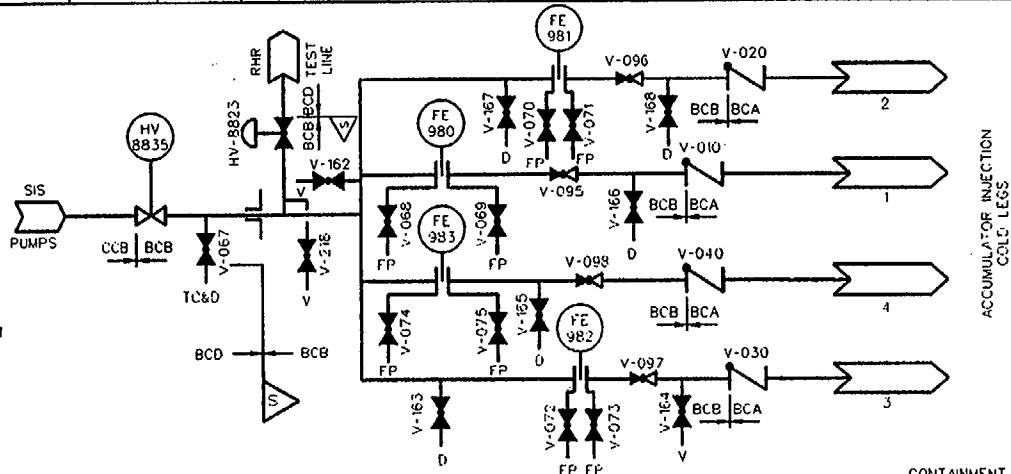 FE
981
RHR
TEST
LINE
BCD
BCB
S
HV-8823
HV
8835
V-162
V
SIS
PUMPS
CCB
BCB
V-067
TC&D
V-216
V
BCD
BCB
S
V-096
V-020
V-167
V-070
V-071
V-168
BCB
BCA
2
D
FP
FP
D
FE
980
V-010
V-095
V-068
V-069
V-166
BCB
BCA
1
FP
FP
D
FE
983
V-098
V-040
V-074
V-075
V-165
BCB
BCA
4
FP
FP
D
FE
982
V-097
V-030
V-163
V-072
V-073
V-164
BCB
BCA
3
D
FP
FP
V
ACCUMULATOR INJECTION
COLD LEGS
CONTAINMENT